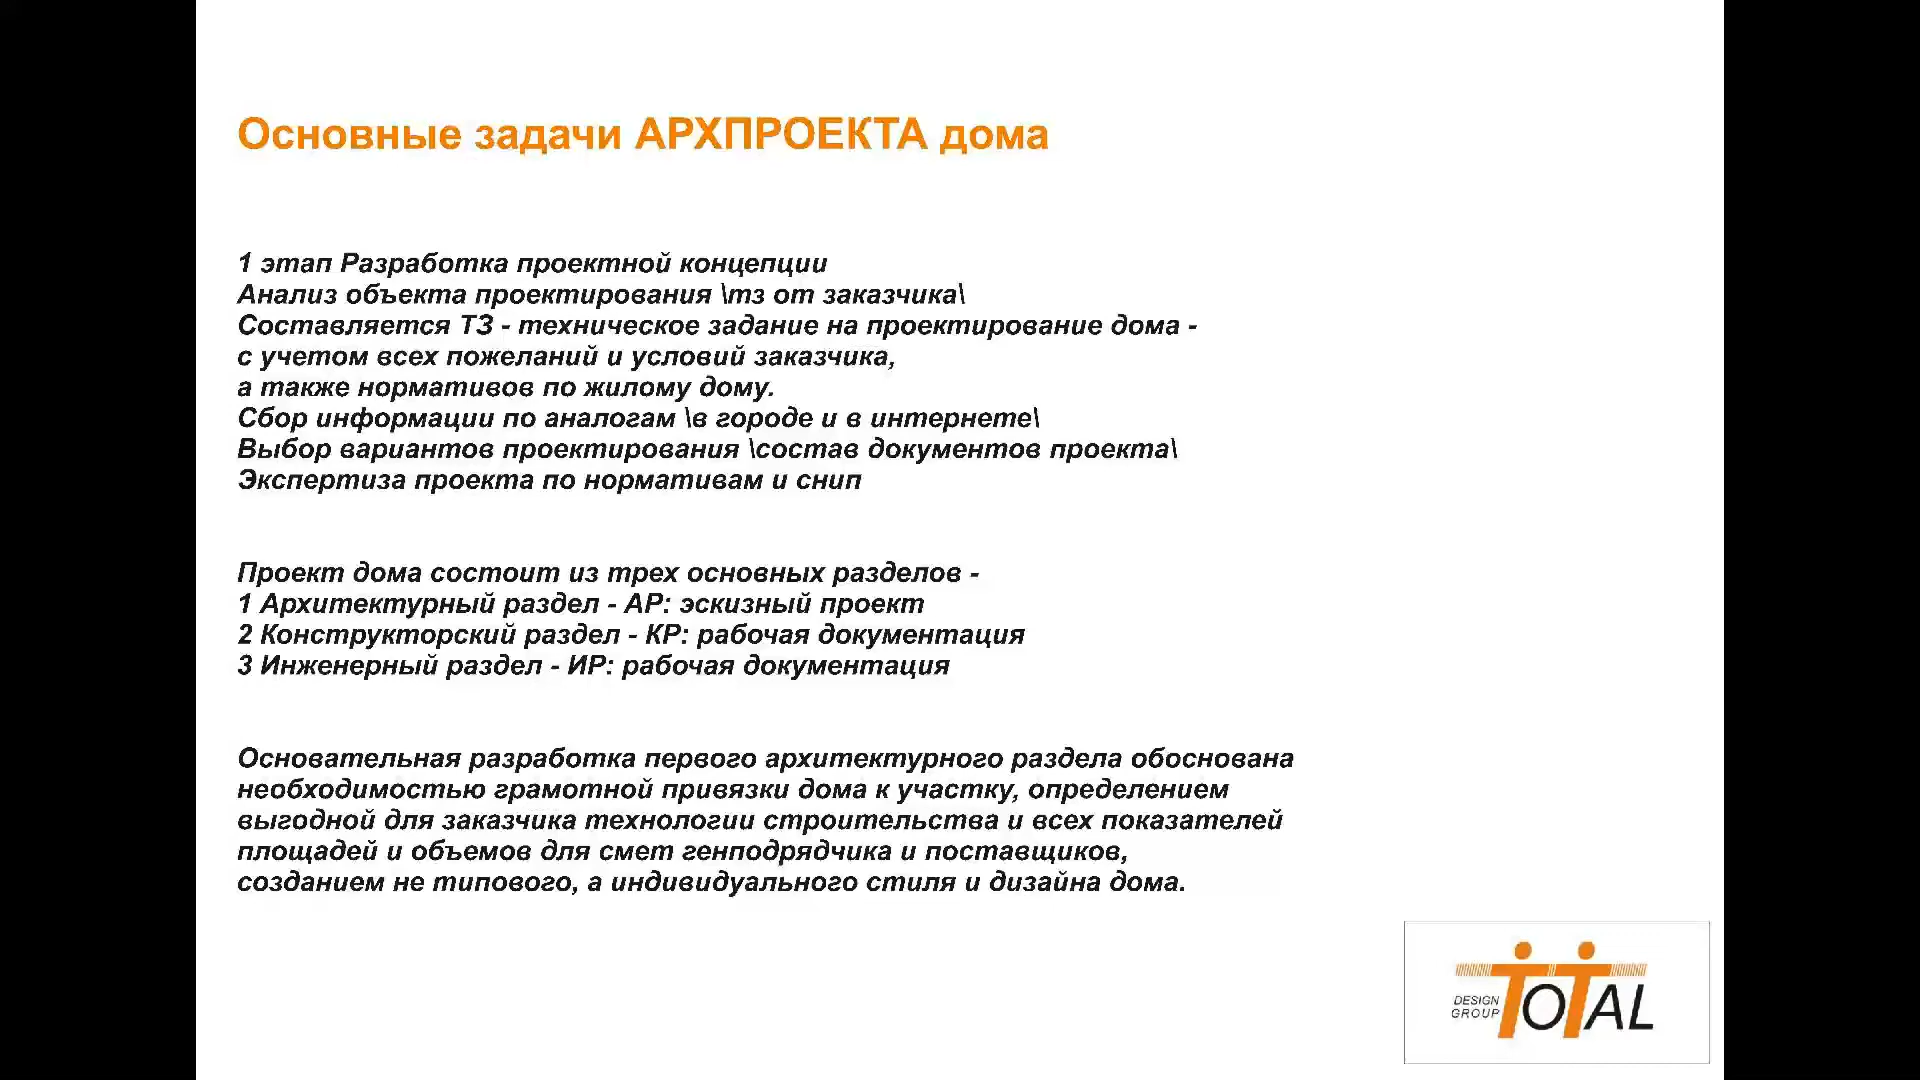 Основные задачи АРХПРОЕКТА дома
1 этап Разработка проектной концепции
Анализ объекта проектирования \тз от заказчика\
Составляется ТЗ - техническое задание на проектирование дома -
с учетом всех пожеланий и условий заказчика,
а также нормативов по жилому дому.
Сбор информации по аналогам \в городе и в интернете\
Выбор вариантов проектирования \состав документов проекта\
Экспертиза проекта по нормативам и снип
Проект дома состоит из трех основных разделов -
1 Архитектурный раздел - АР: эскизный проект
2 Конструкторский раздел - КР: рабочая документация
3 Инженерный раздел - ИР: рабочая документация
Основательная разработка первого архитектурного раздела обоснована
необходимостью грамотной привязки дома к участку, определением
выгодной для заказчика технологии строительства и всех показателей
площадей и объемов для смет генподрядчика и поставщиков,
созданием не типового, а индивидуального стиля и дизайна дома.
DESIGN
GROUP
TOTAL